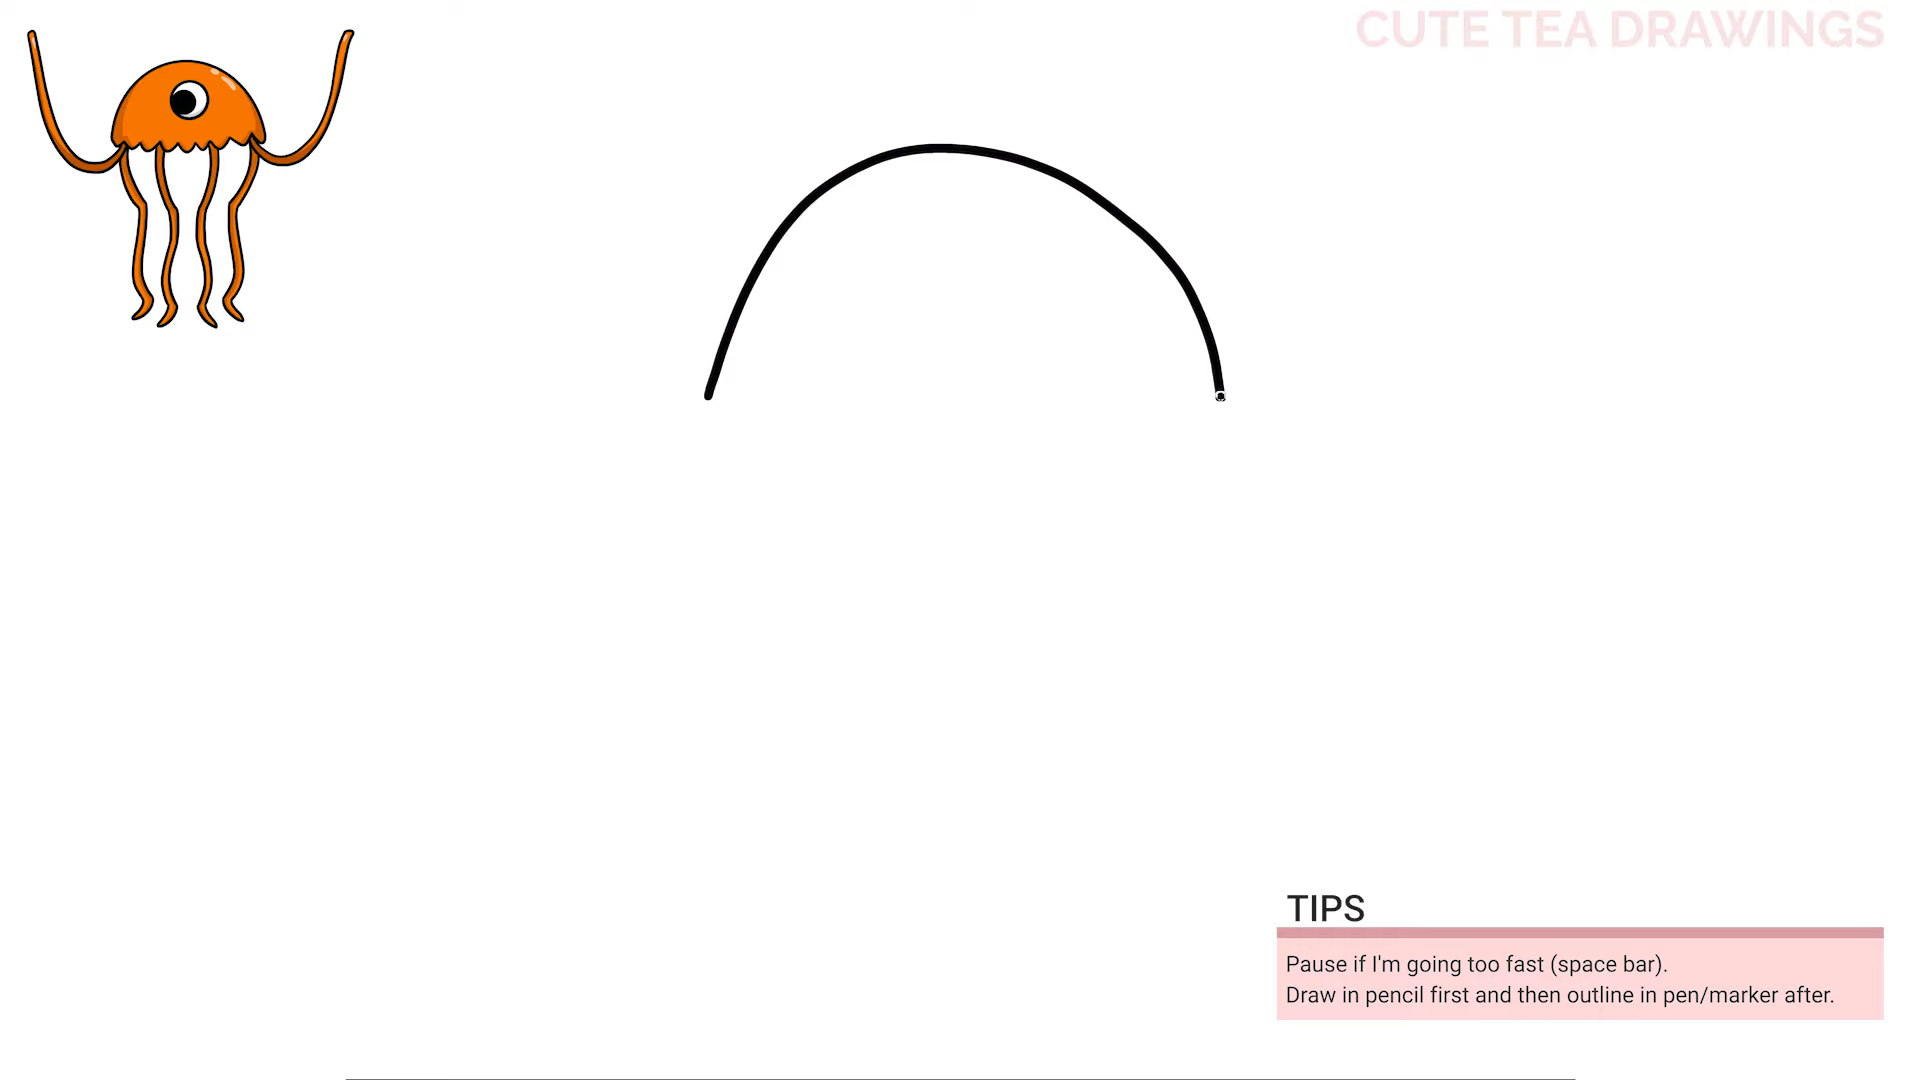 CUTE TEA DRAWINGS
TIPS
Pause if I'm going too fast (space bar).
Draw in pencil first and then outline in pen/marker after.